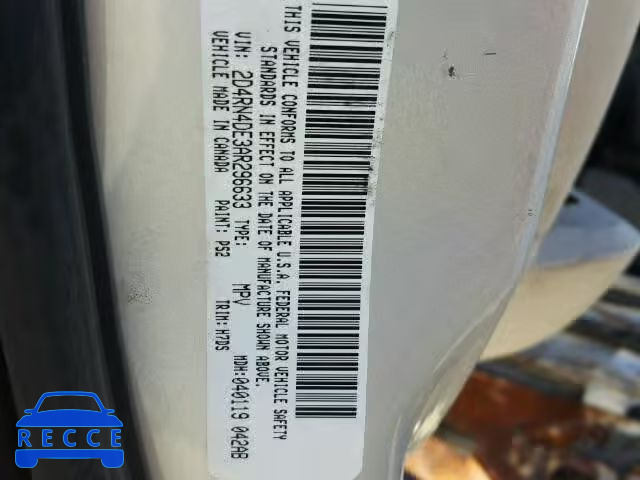 THIS VEHICLE CONFORMS TO ALL APPLICABLE U.S.A. FEDERAL MOTOR VEHICLE SAFETY
STANDARDS IN EFFECT ON THE DATE OF MANUFACTURE SHOWN ABOVE.
VIN: 2D4RN4DE3AR296633 TYPE: MPV MDH:040119 042AB
VEHICLE MADE IN CANADA PAINT: PS2 TRIM:H7DS
RECCE